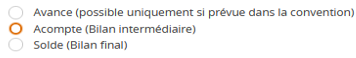 Avance (possible uniquement si prévue dans la convention)
Acompte (Bilan intermédiaire)
Solde (Bilan final)